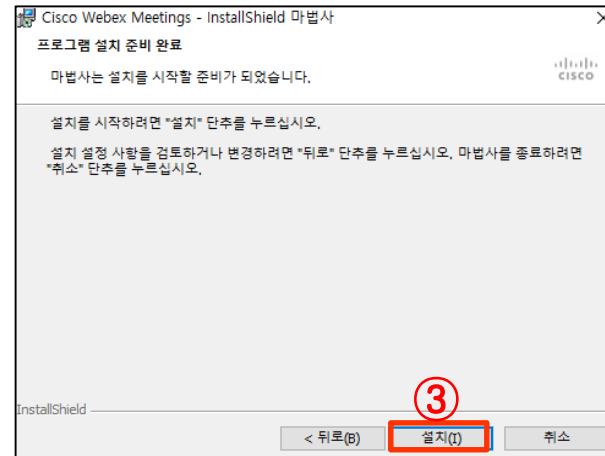 Cisco Webex Meetings - InstallShield 마법사
프로그램 설치 준비 완료
마법사는 설치를 시작할 준비가 되었습니다.
CISCO
설치를 시작하려면 "설치" 단추를 누르십시오.
설치 설정 사항을 검토하거나 변경하려면 "뒤로" 단추를 누르십시오. 마법사를 종료하려면
"취소" 단추를 누르십시오.
③
InstallShield
< 뒤로(B) 설치(I) 취소